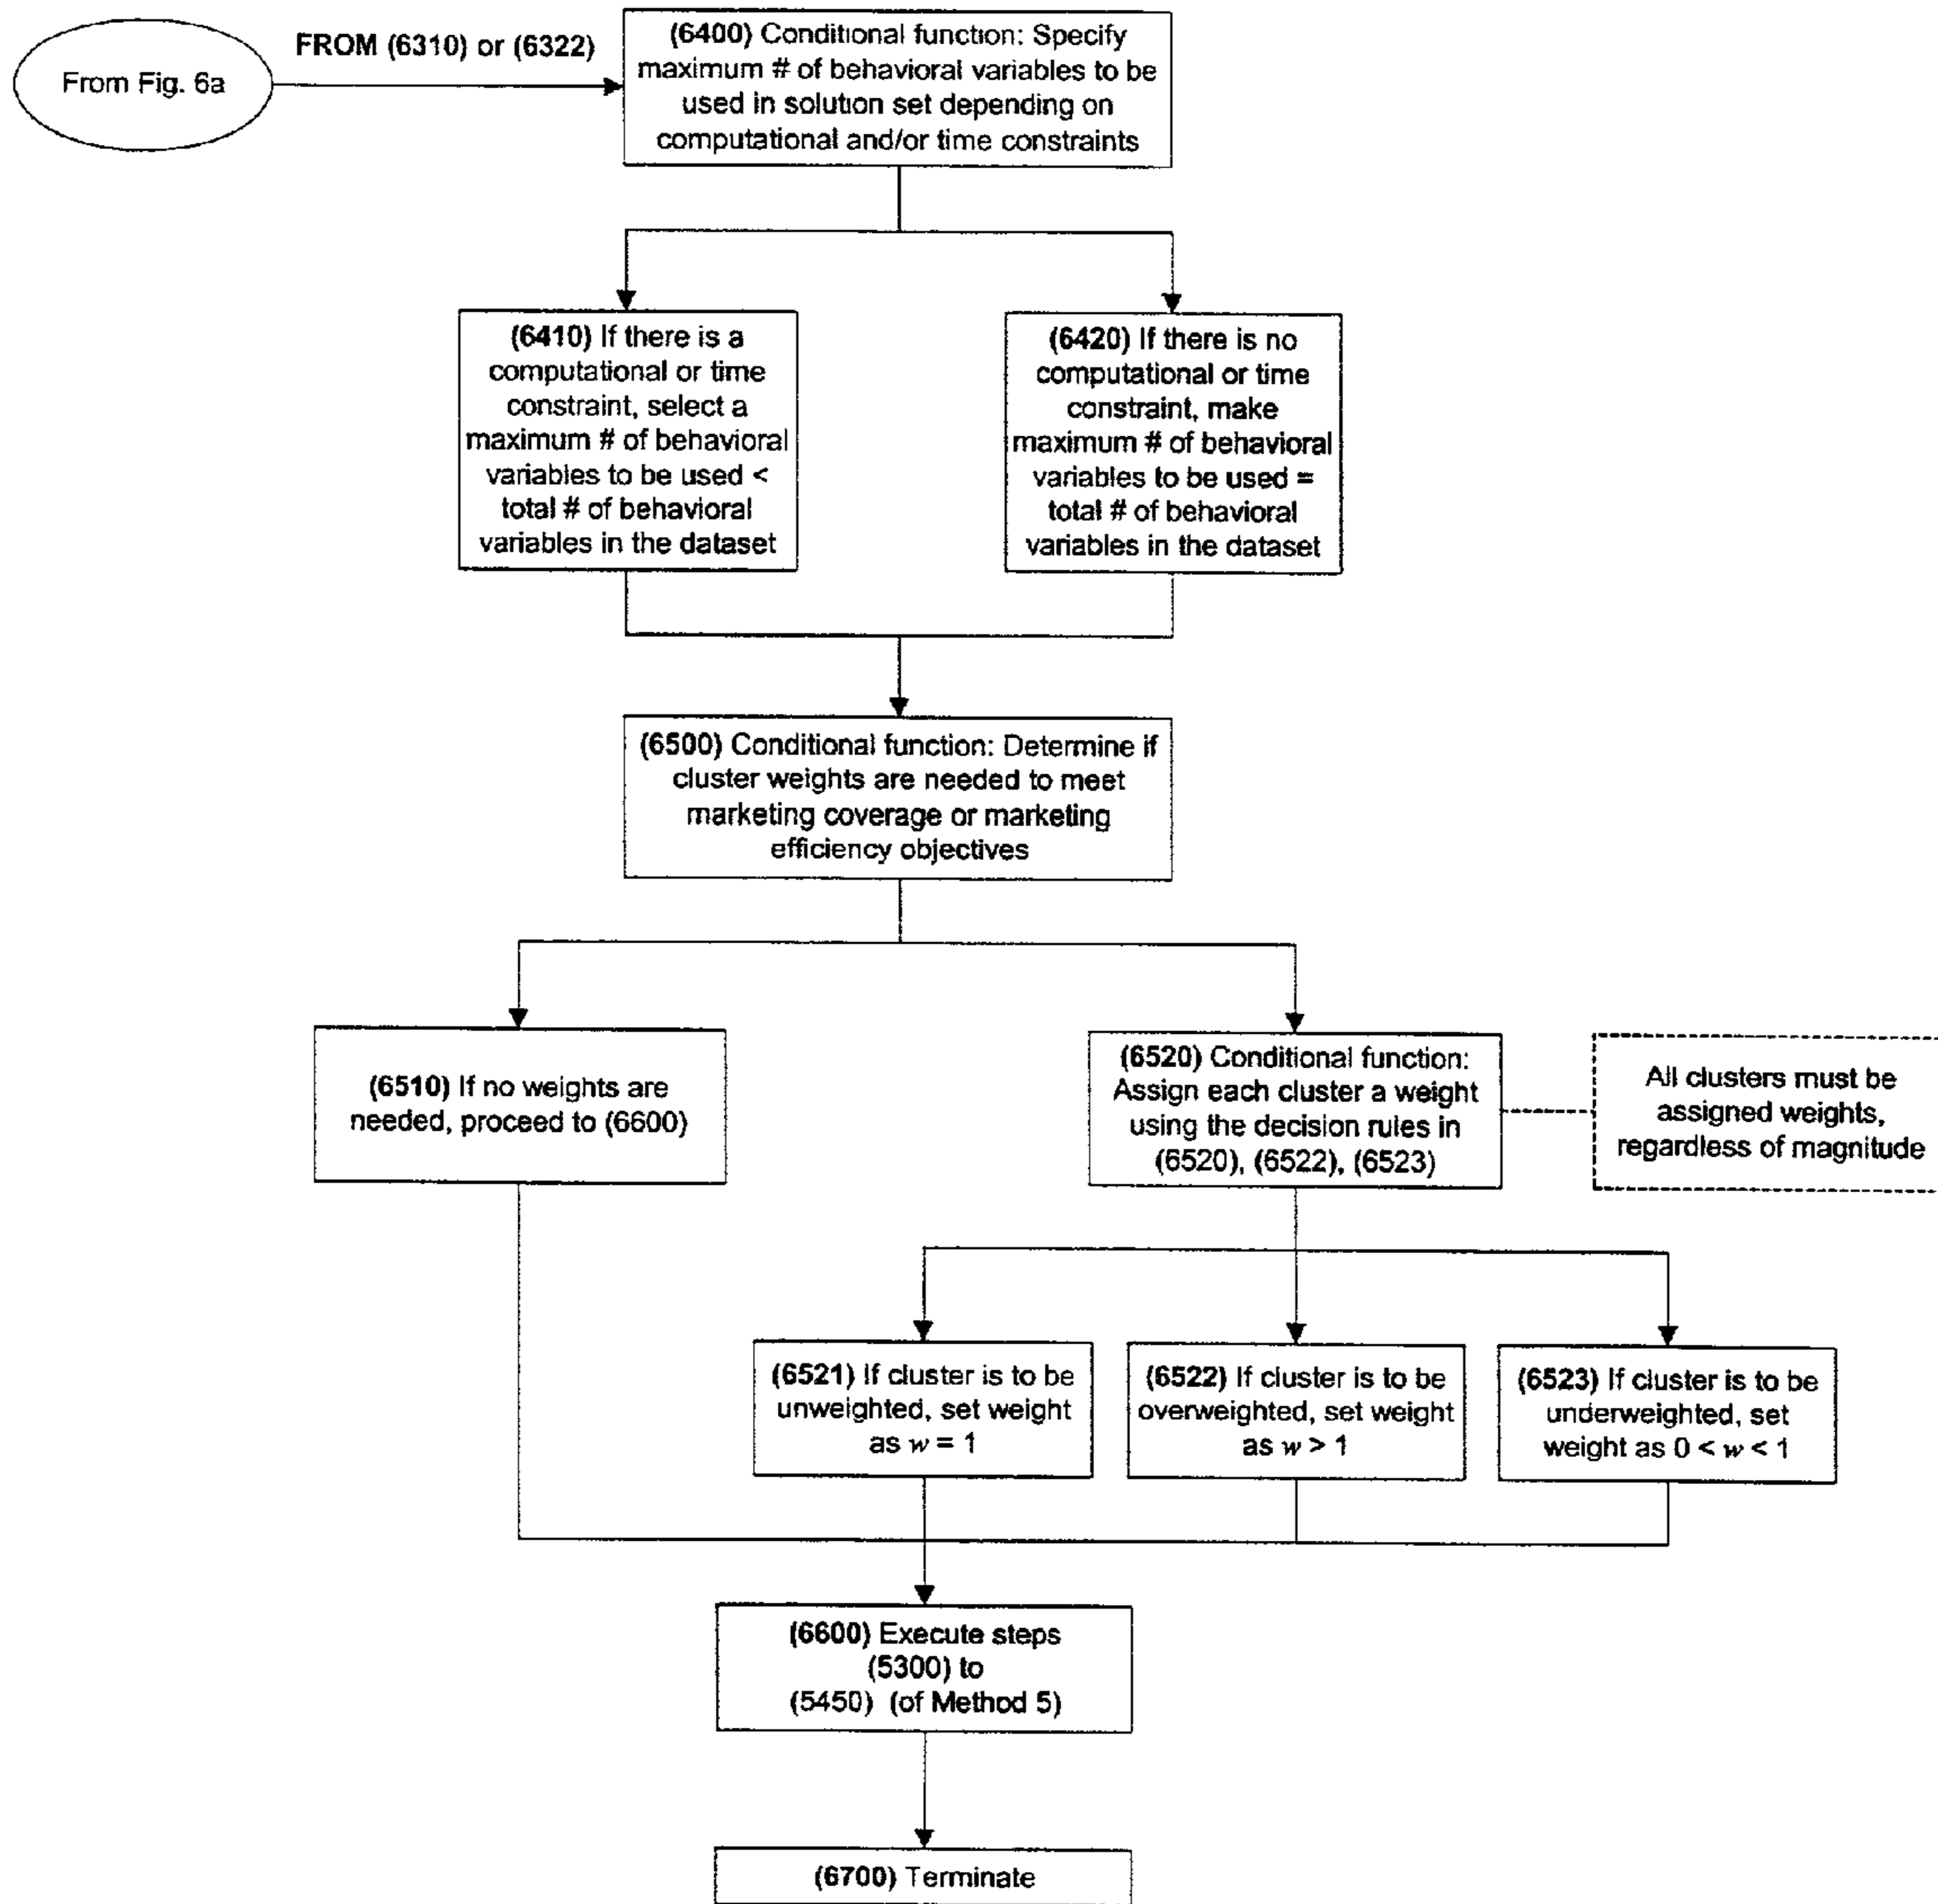 From Fig. 6a
FROM (6310) or (6322)
(6400) Conditional function: Specify
maximum # of behavioral variables to be
used in solution set depending on
computational and/or time constraints
(6410) If there is a
computational or time
constraint, select a
maximum # of behavioral
variables to be used <
total # of behavioral
variables in the dataset
(6420) If there is no
computational or time
constraint, make
maximum # of behavioral
variables to be used =
total # of behavioral
variables in the dataset
(6500) Conditional function: Determine if
cluster weights are needed to meet
marketing coverage or marketing
efficiency objectives
(6510) If no weights are
needed, proceed to (6600)
(6520) Conditional function:
Assign each cluster a weight
using the decision rules in
(6520), (6522), (6523)
All clusters must be
assigned weights,
regardless of magnitude
(6521) If cluster is to be
unweighted, set weight
as w = 1
(6522) If cluster is to be
overweighted, set weight
as w > 1
(6523) If cluster is to be
underweighted, set
weight as 0 < w < 1
(6600) Execute steps
(5300) to
(5450) (of Method 5)
(6700) Terminate